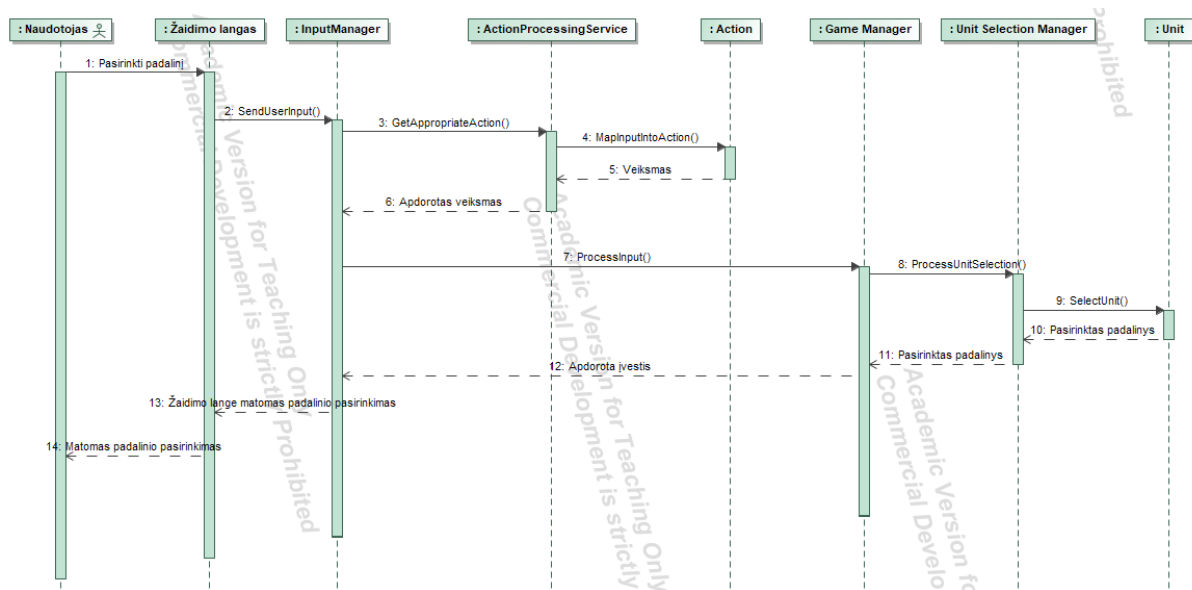 : Naudotojas
: Žaidimo langas
: InputManager
: ActionProcessingService
: Action
: Game Manager
: Unit Selection Manager
: Unit
1: Pasirinkti padalinį
2: SendUserInput()
3: GetAppropriateAction()
4: MapInputIntoAction()
5: Veiksmas
6: Apdorotas veiksmas
7: ProcessInput()
8: ProcessUnitSelection()
9: SelectUnit()
10: Pasirinktas padalinys
11: Pasirinktas padalinys
12: Apdorota įvestis
13: Žaidimo lange matomas padalinio pasirinkimas
14: Matomas padalinio pasirinkimas
Academic Version for Teaching Only
Commercial Development is strictly Prohibited
Academic Version for Teaching Only
Commercial Development is strictly
Academic Version fo
Commercial Develo
prohibited